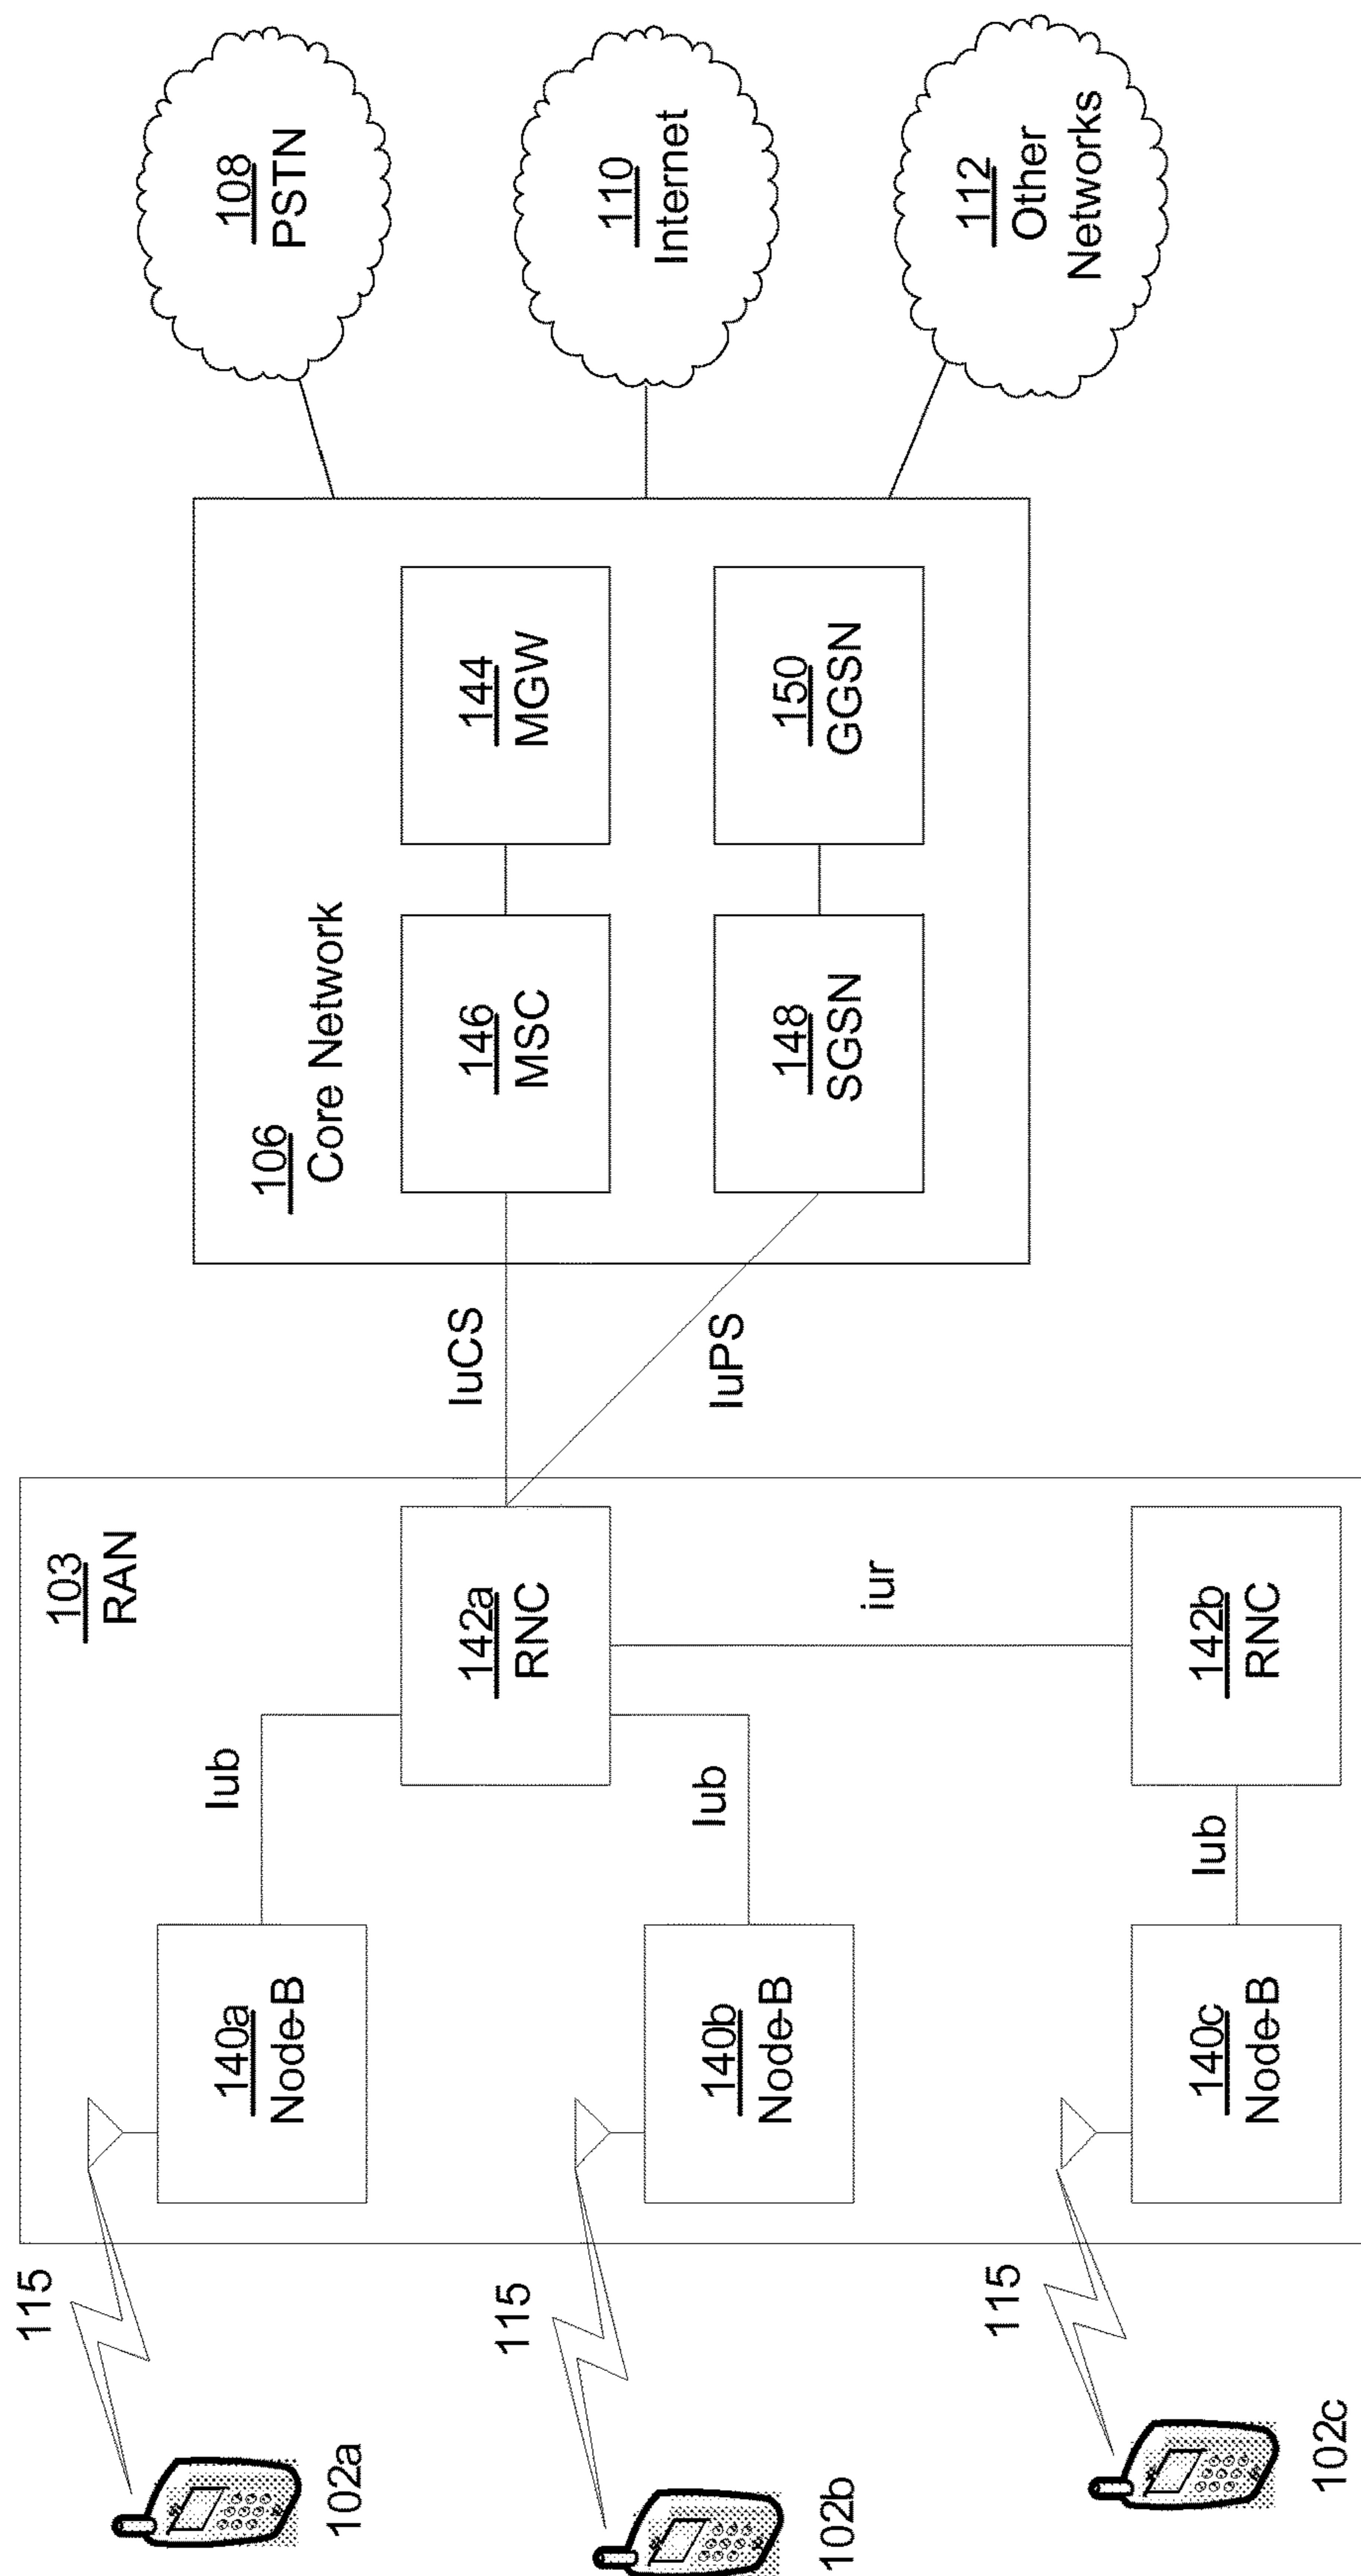 115
102a
140a
Node-B
Iub
103
RAN
142a
RNC
115
102b
140b
Node-B
Iub
iur
115
102c
140c
Node-B
Iub
142b
RNC
IuCS
IuPS
106
Core Network
146
MSC
144
MGW
148
SGSN
150
GGSN
108
PSTN
110
Internet
112
Other
Networks